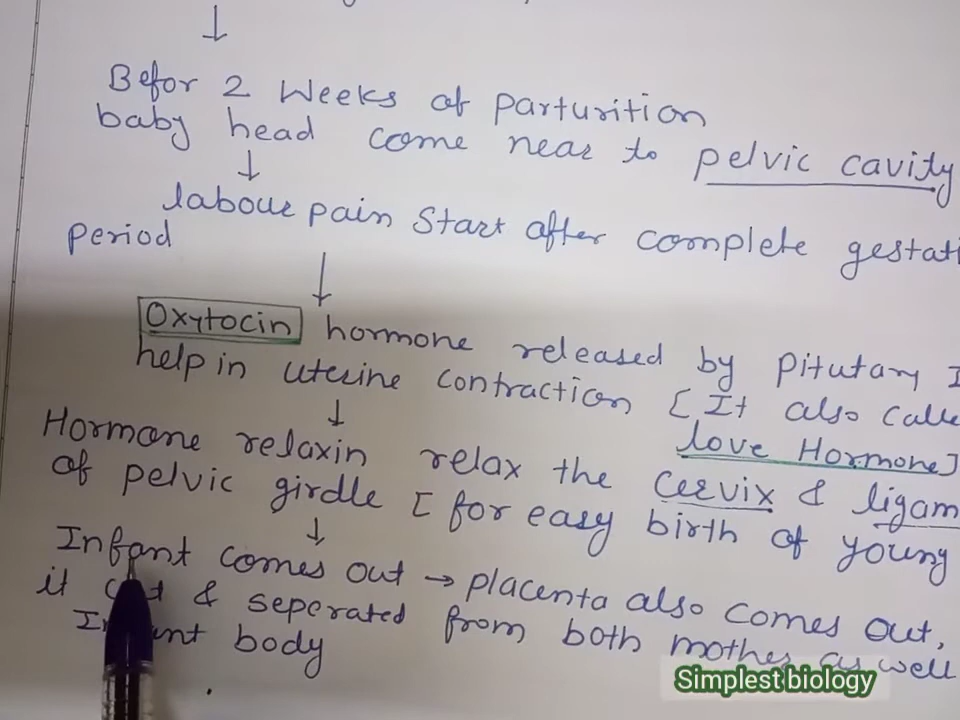 Befor 2 Weeks of parturition
baby head come near to pelvic cavity
labour pain start after complete gestati
period
Oxytocin hormone released by Pitutary I
help in uterine contraction [It also calle
love Hormone]
Hormone relaxin relax the cervix & ligam
of pelvic girdle [for easy birth of young
Infant comes out → placenta also comes out,
it cut & seperated from both mother as well
Infant body
Simplest biology